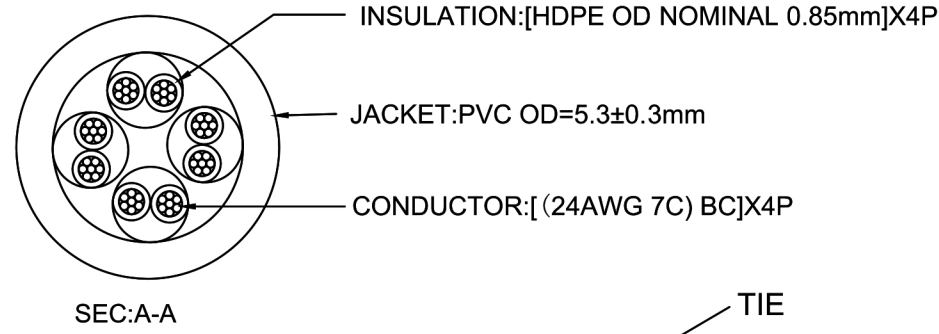 INSULATION:[HDPE OD NOMINAL 0.85mm]X4P
JACKET:PVC OD=5.3±0.3mm
CONDUCTOR:[（24AWG 7C) BC]X4P
SEC:A-A
TIE